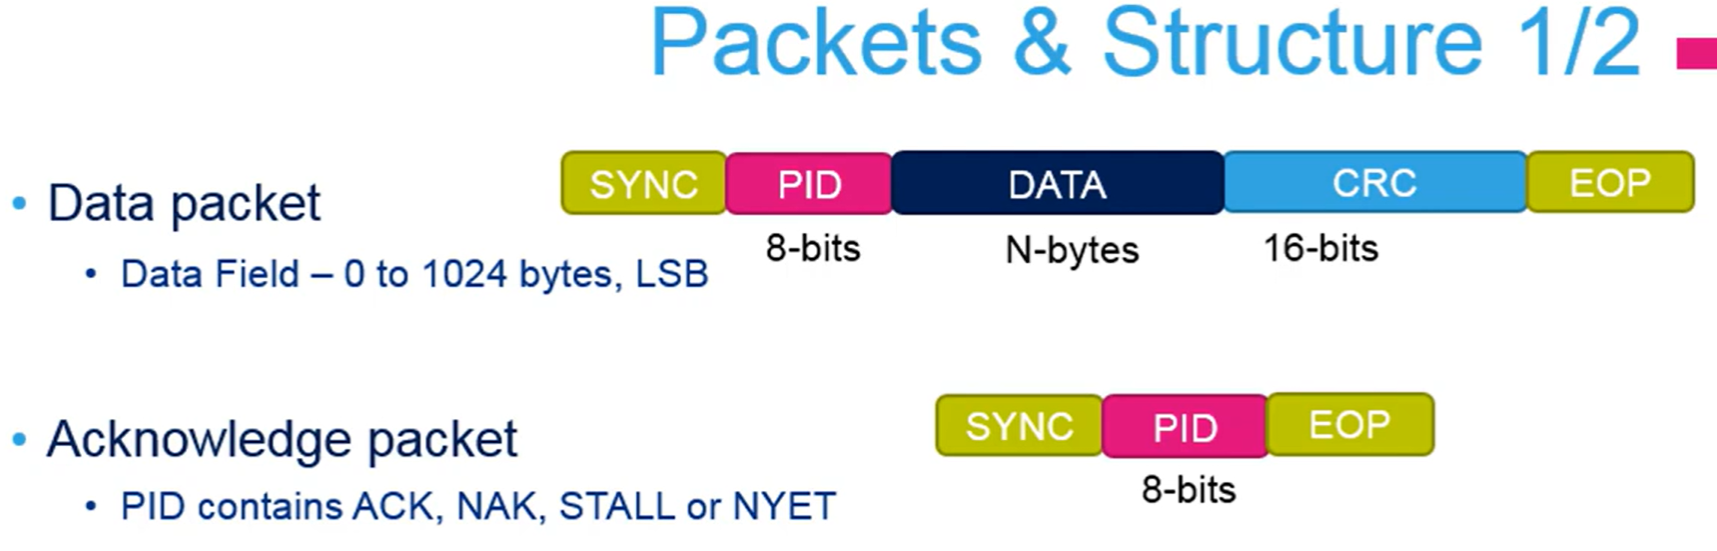 Packets & Structure 1/2
SYNC PID DATA CRC EOP
• Data packet
8-bits N-bytes 16-bits
• Data Field – 0 to 1024 bytes, LSB
SYNC PID EOP
• Acknowledge packet
8-bits
• PID contains ACK, NAK, STALL or NYET